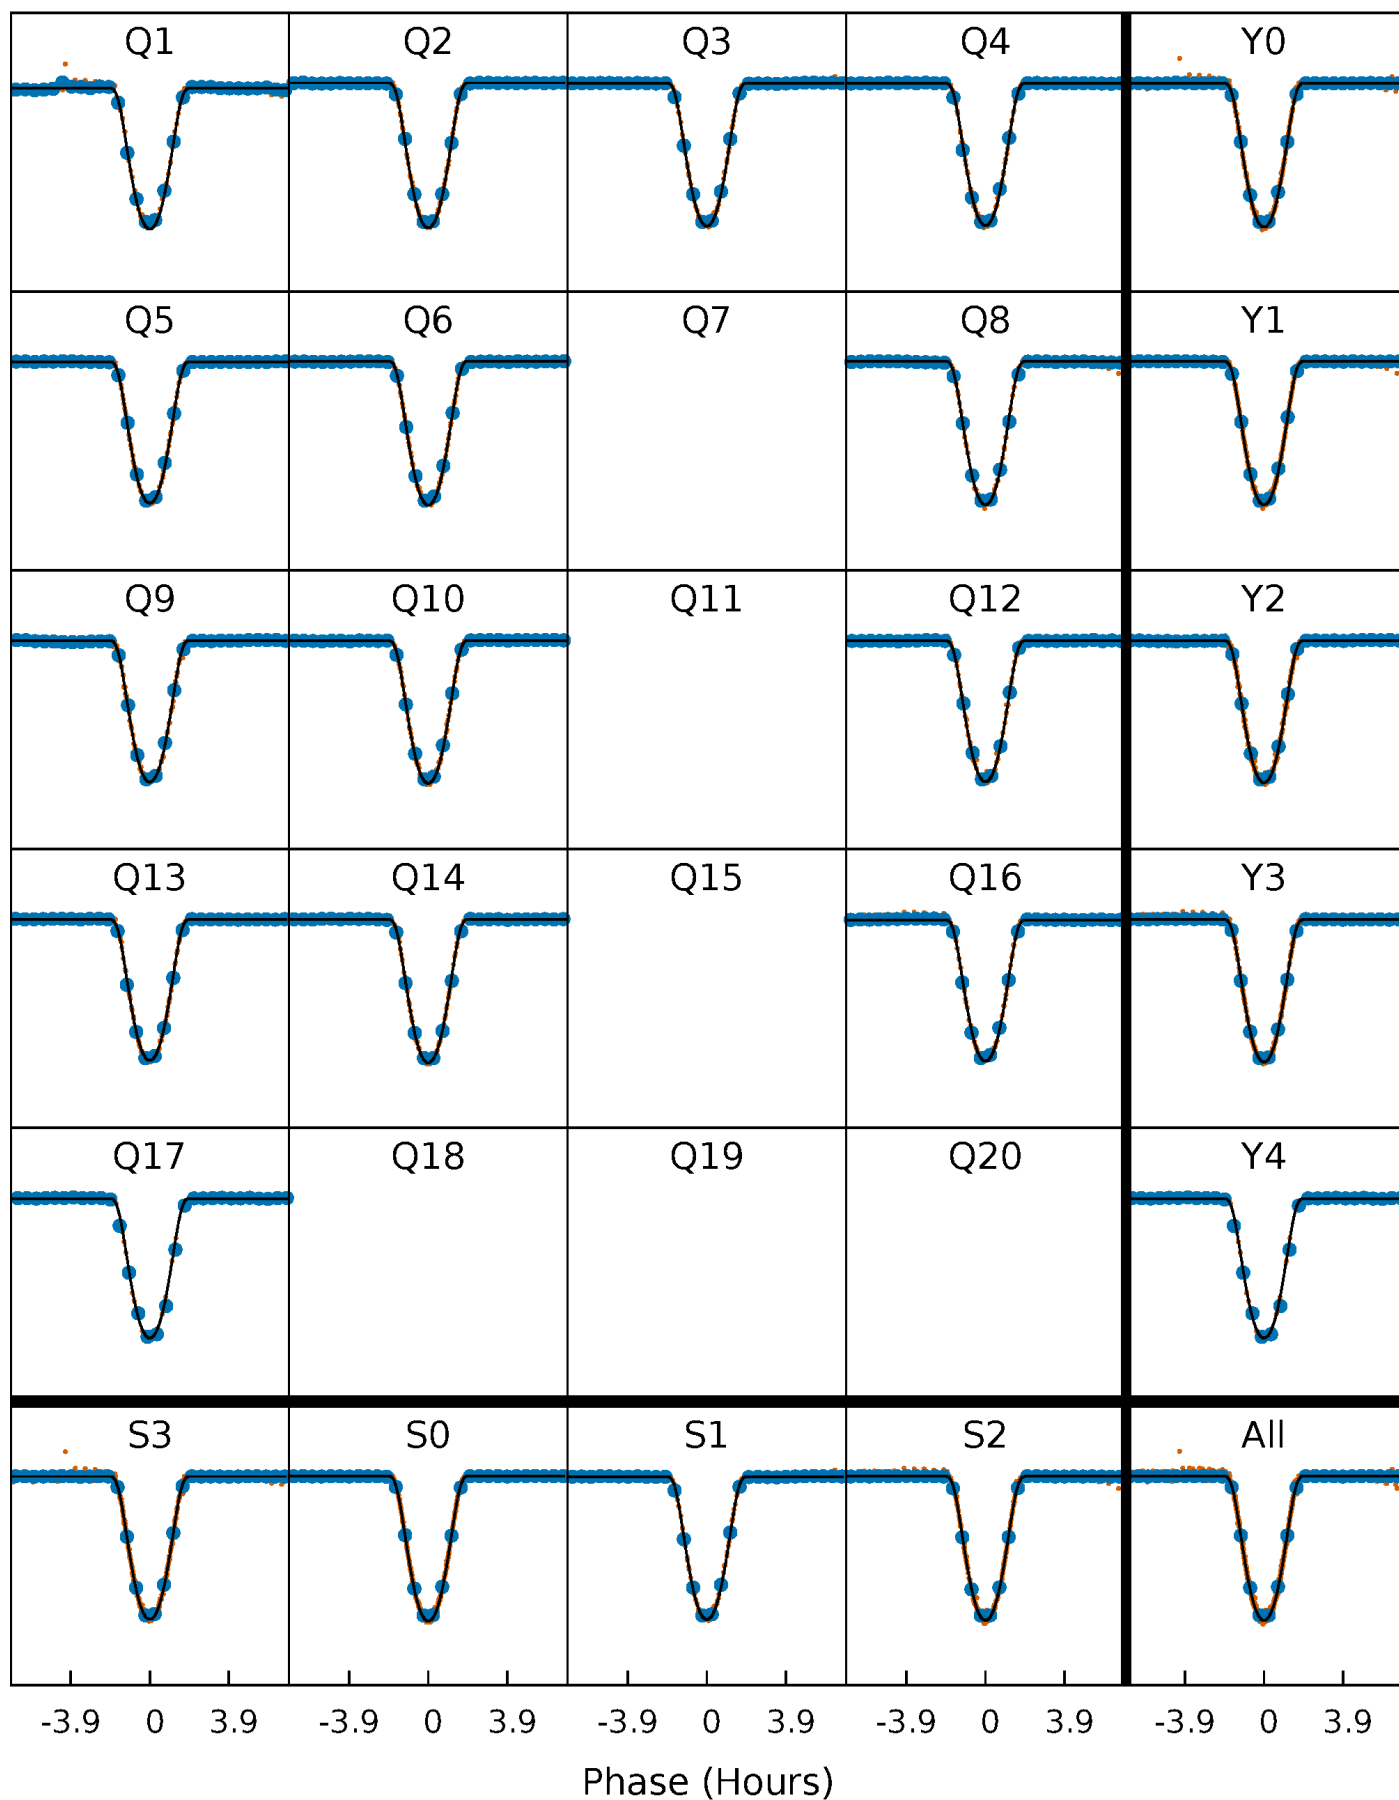 Q1 Q2 Q3 Q4 Y0
Q5 Q6 Q7 Q8 Y1
Q9 Q10 Q11 Q12 Y2
Q13 Q14 Q15 Q16 Y3
Q17 Q18 Q19 Q20 Y4
S3 S0 S1 S2 All
-3.9 0 3.9 -3.9 0 3.9 -3.9 0 3.9 -3.9 0 3.9 -3.9 0 3.9
Phase (Hours)